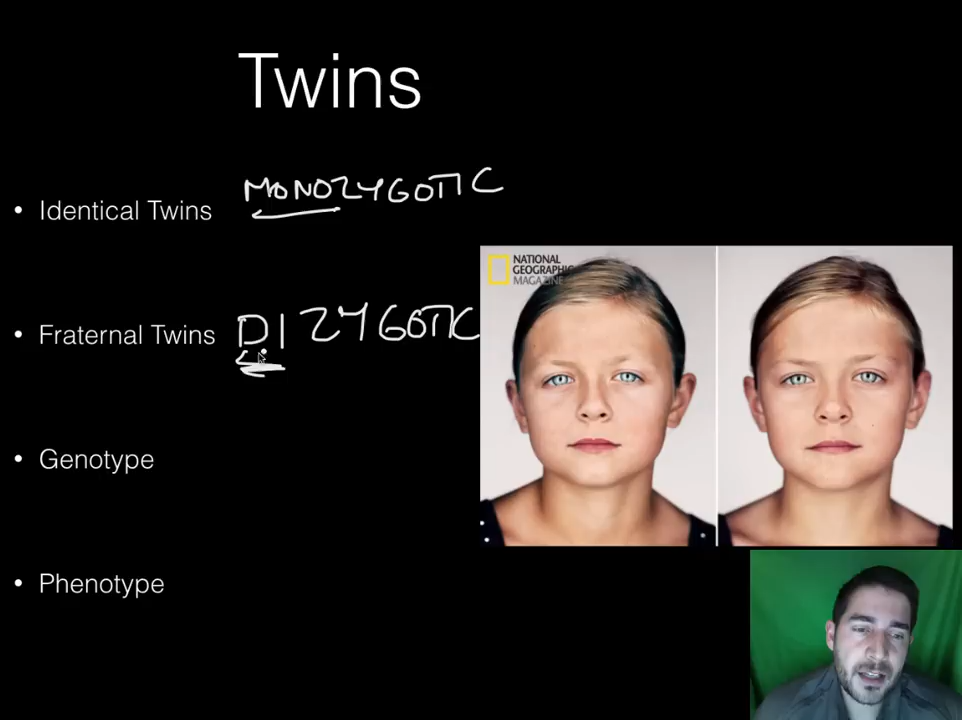 Twins
• Identical Twins MONOZYGOTIC
• Fraternal Twins DIZYGOTIC
• Genotype
• Phenotype
NATIONAL
GEOGRAPHIC
MAGAZINE